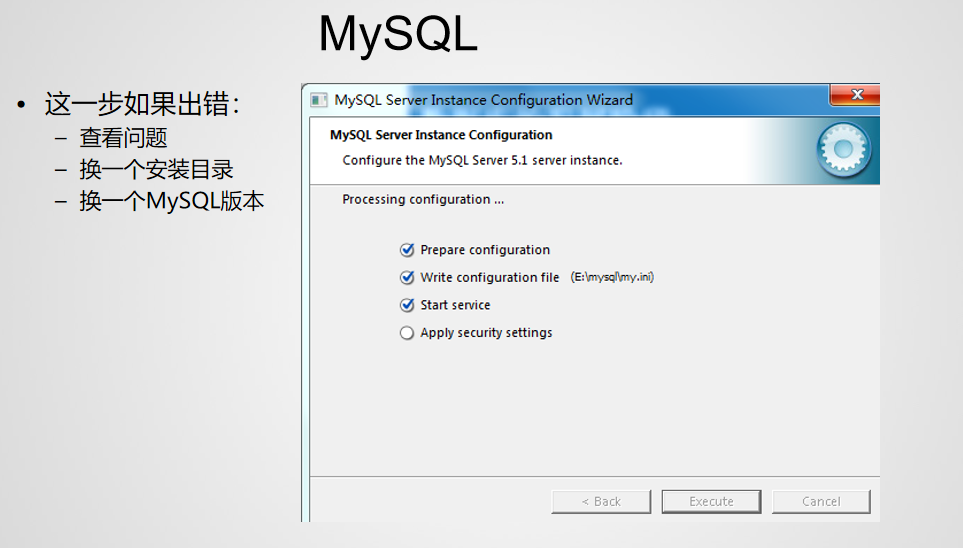 MySQL
• 这一步如果出错：
– 查看问题
– 换一个安装目录
– 换一个MySQL版本
MySQL Server Instance Configuration Wizard
MySQL Server Instance Configuration
Configure the MySQL Server 5.1 server instance.
Processing configuration ...
Prepare configuration
Write configuration file (E:\mysql\my.ini)
Start service
Apply security settings
< Back
Execute
Cancel